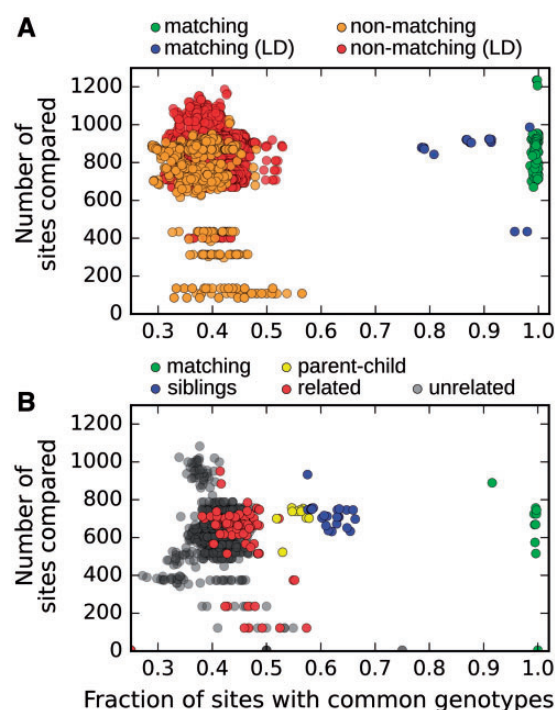 A
matching
non-matching
matching (LD)
non-matching (LD)
Number of
sites compared
1200
1000
800
600
400
200
0
0.3 0.4 0.5 0.6 0.7 0.8 0.9 1.0
matching
parent-child
siblings
related
unrelated
B
Number of
sites compared
1200
1000
800
600
400
200
0
0.3 0.4 0.5 0.6 0.7 0.8 0.9 1.0
Fraction of sites with common genotypes